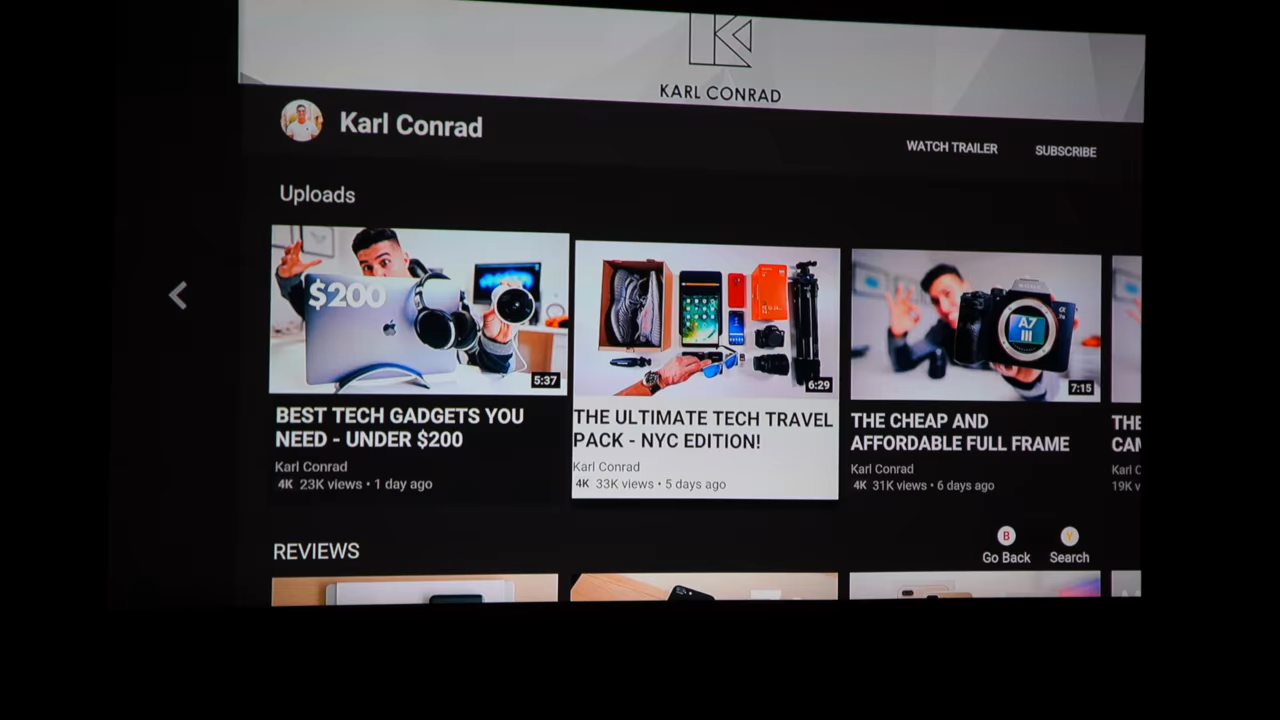 KARL CONRAD
Karl Conrad
WATCH TRAILER
SUBSCRIBE
Uploads
$200
5:37
6:29
SONY
A7
III
7:15
BEST TECH GADGETS YOU
NEED - UNDER $200
Karl Conrad
4K 23K views • 1 day ago
THE ULTIMATE TECH TRAVEL
PACK - NYC EDITION!
Karl Conrad
4K 33K views • 5 days ago
THE CHEAP AND
AFFORDABLE FULL FRAME
Karl Conrad
4K 31K views • 6 days ago
THE
Karl C
19K v
REVIEWS
B
Go Back
Y
Search